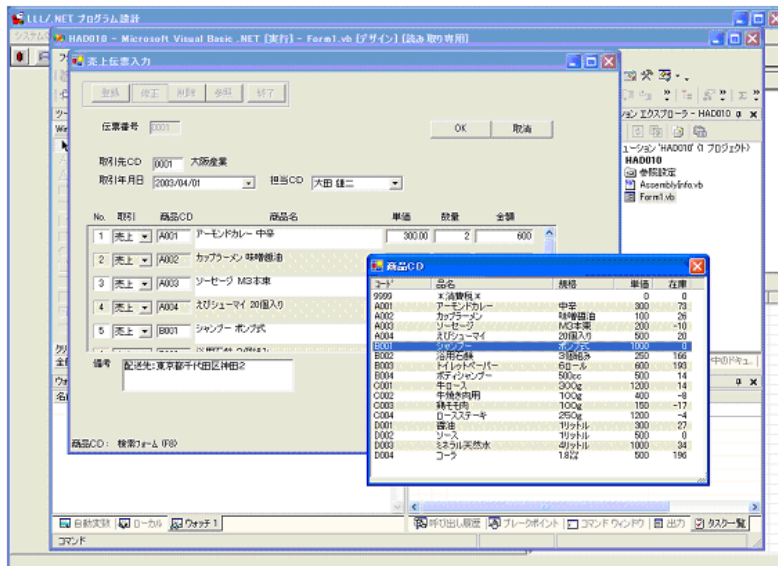 LLL/.NET プログラム設計
HAD010 - Microsoft Visual Basic .NET [実行] - Form1.vb [デザイン] [読み取り専用]
売上伝票入力
登録 修正 削除 参照 終了
伝票番号 0001 OK 取消
取引先CD 0001 大阪産業
取引年月日 2003/04/01 担当CD 大田 雄二
No. 取引 商品CD 商品名 単価 数量 金額
1 売上 A001 アーモンドカレー 中辛 300.00 2 600
2 売上 A002 カップラーメン 味噌醤油
3 売上 A003 ソーセージ M3本束
4 売上 A004 えびシューマイ 20個入り
5 売上 B001 シャンプー ポンプ式
備考 配送先:東京都千代田区神田2
商品CD: 検索フォーム (F8)
ソリューション エクスプローラ - HAD010
ューション 'HAD010' (1 プロジェクト)
HAD010
参照設定
AssemblyInfo.vb
Form1.vb
商品CD
コード 品名 規格 単価 在庫
9999 *消費税* 0 0
A001 アーモンドカレー 中辛 300 73
A002 カップラーメン 味噌醤油 100 26
A003 ソーセージ M3本束 200 -10
A004 えびシューマイ 20個入り 500 20
B001 シャンプー ポンプ式 1000 0
B002 浴用石鹸 3個組み 250 166
B003 トイレットペーパー 6ロール 600 193
B004 ボディシャンプー 500cc 500 14
C001 牛ロース 300g 1200 14
C002 牛焼き肉用 100g 400 -8
C003 鶏モモ肉 100g 150 -17
C004 ロースステーキ 250g 1200 -4
D001 醤油 1リットル 300 27
D002 ソース 1リットル 500 0
D003 ミネラル天然水 4リットル 1000 34
D004 コーラ 1.8㍑ 500 196
自動変数 ローカル ウォッチ 1
呼び出し履歴 ブレークポイント コマンド ウィンドウ 出力 タスク一覧
コマンド